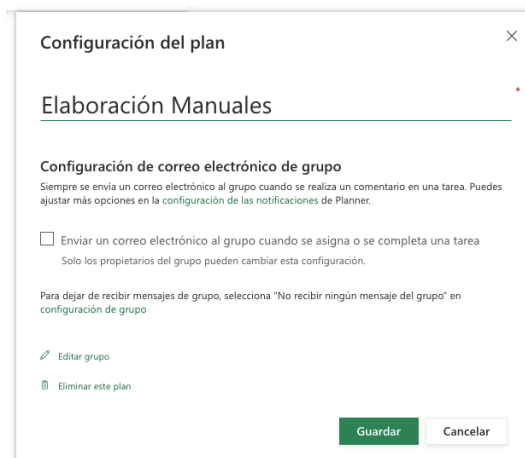 Configuración del plan
Elaboración Manuales
*
Configuración de correo electrónico de grupo
Siempre se envía un correo electrónico al grupo cuando se realiza un comentario en una tarea. Puedes
ajustar más opciones en la configuración de las notificaciones de Planner.
Enviar un correo electrónico al grupo cuando se asigna o se completa una tarea
Solo los propietarios del grupo pueden cambiar esta configuración.
Para dejar de recibir mensajes de grupo, selecciona "No recibir ningún mensaje del grupo" en
configuración de grupo
Editar grupo
Eliminar este plan
Guardar Cancelar